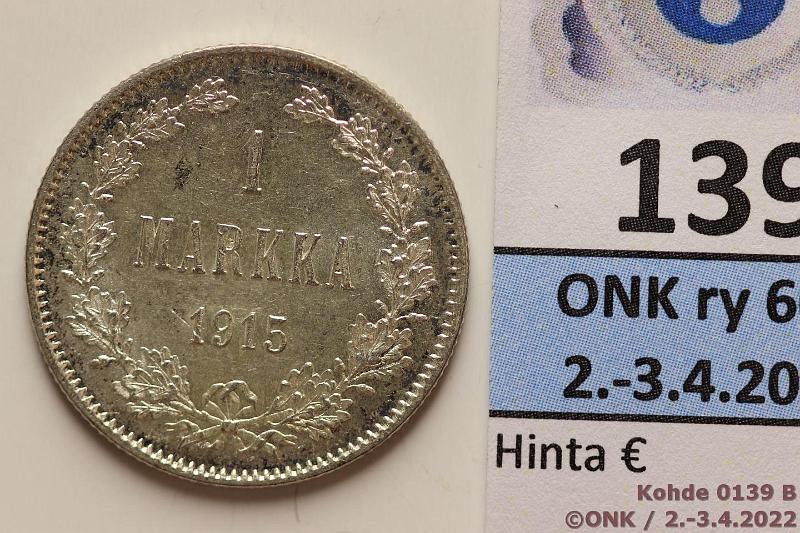 1
MARKKA
1915
139
ONK ry 6
2.-3.4.20
Hinta €
Kohde 0139 B
©ONK / 2.-3.4.2022